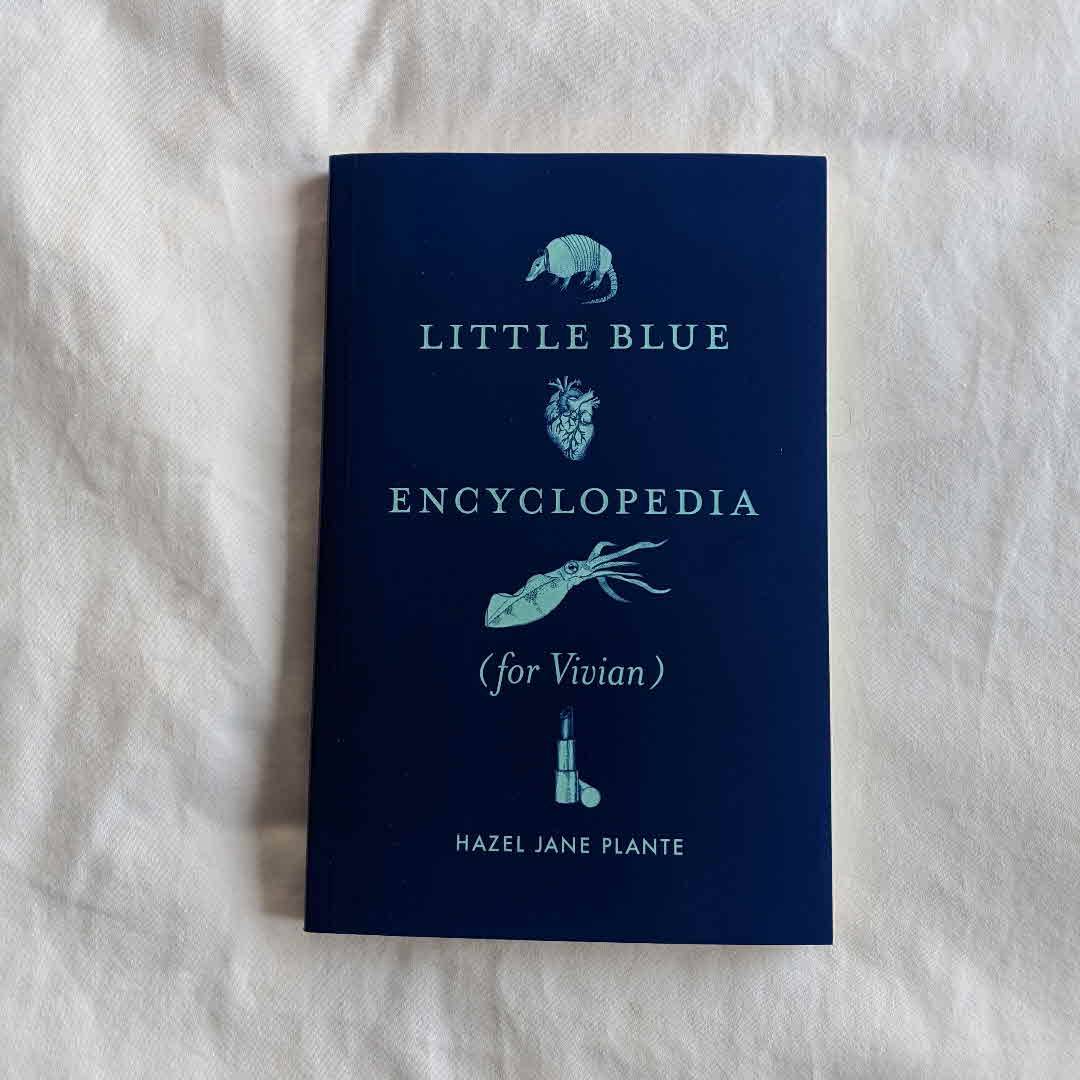 LITTLE BLUE
ENCYCLOPEDIA
(for Vivian)
HAZEL JANE PLANTE